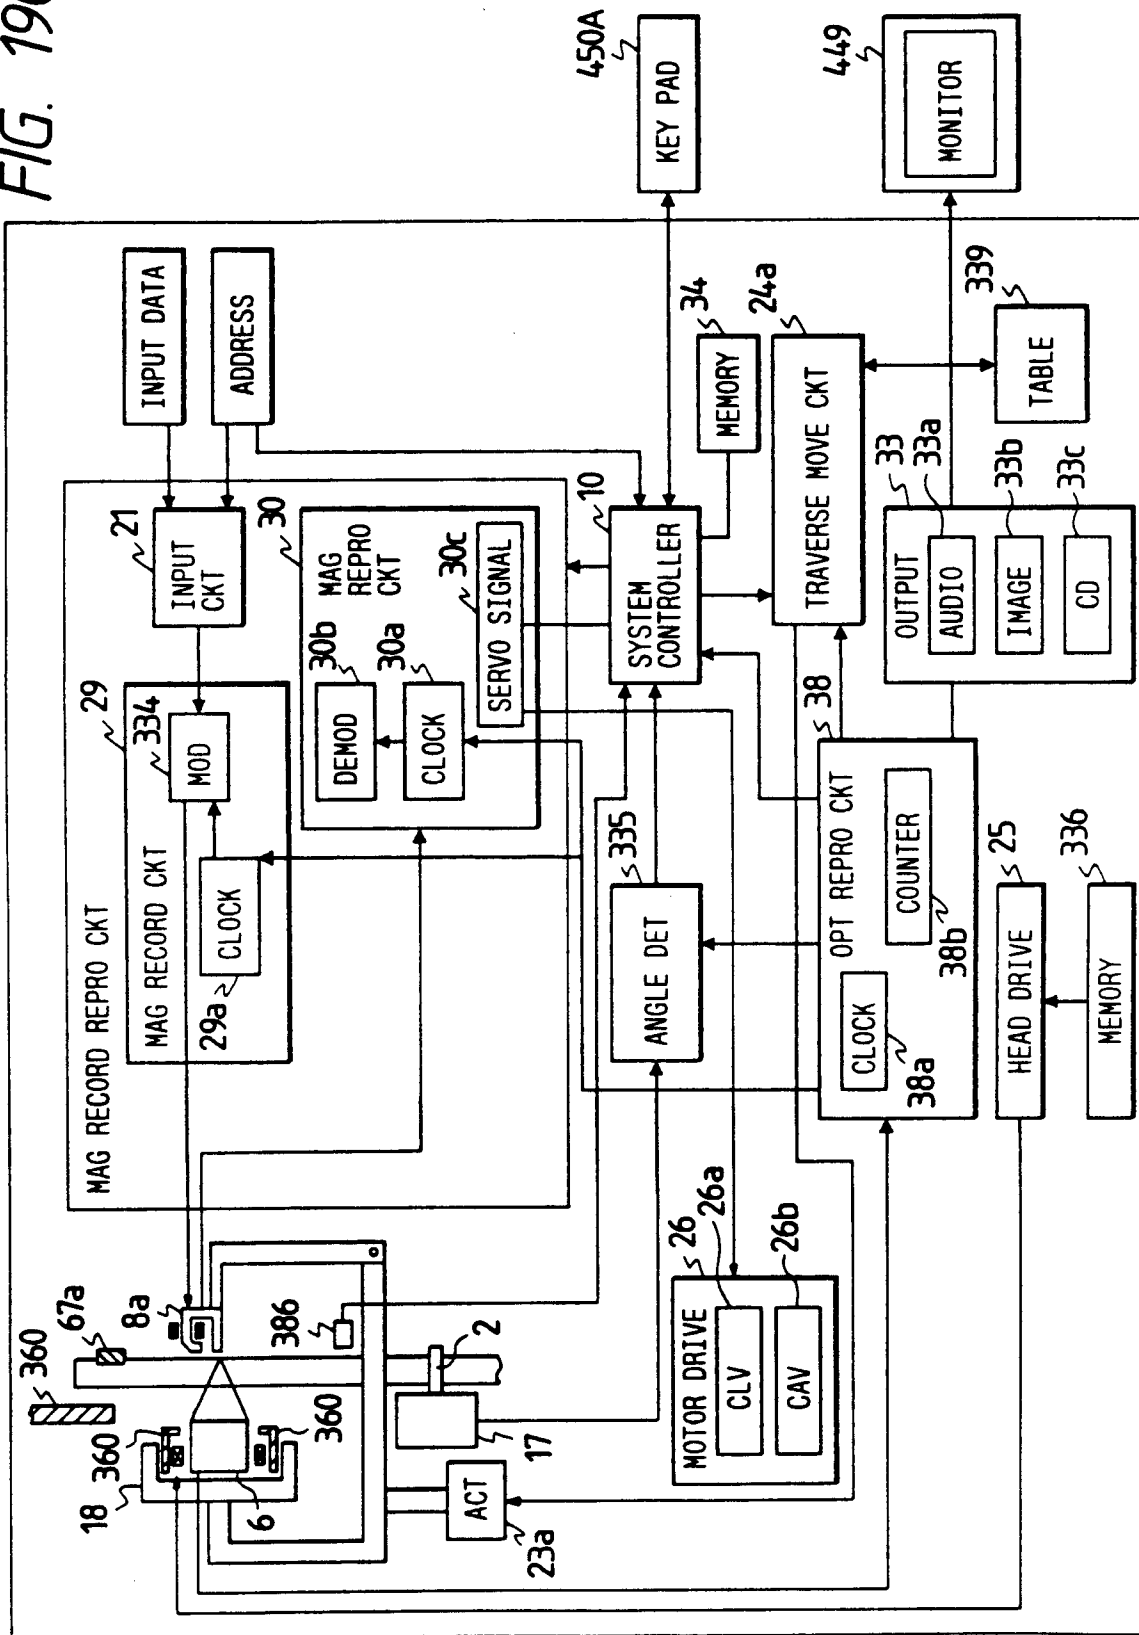 FIG. 190
INPUT DATA
ADDRESS
450A
KEY PAD
449
MONITOR
MAG RECORD REPRO CKT
21
INPUT
CKT
29
334
MOD
MAG RECORD CKT
CLOCK
29a
30
MAG
REPRO
CKT
30b
DEMOD
30a
CLOCK
30c
SERVO SIGNAL
10
SYSTEM
CONTROLLER
34
MEMORY
24a
TRAVERSE MOVE CKT
339
TABLE
33
OUTPUT
33a
AUDIO
33b
IMAGE
33c
CD
335
ANGLE DET
38
OPT REPRO CKT
COUNTER
38b
CLOCK
38a
25
HEAD DRIVE
336
MEMORY
360
67a
8a
386
2
360
360
18
6
17
ACT
23a
26
MOTOR DRIVE
26a
CLV
26b
CAV